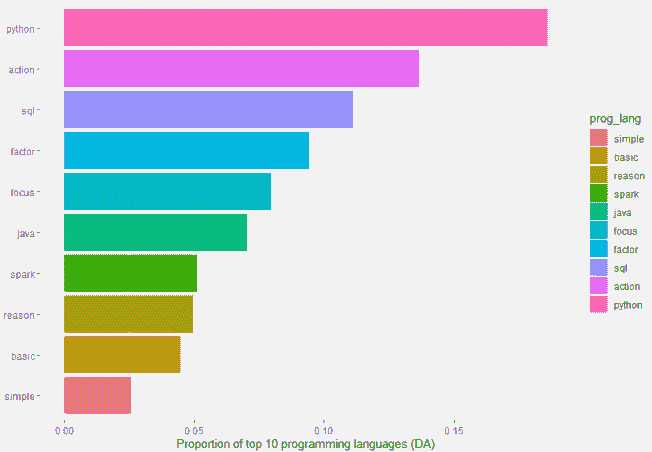 python
action
sql
factor
focus
java
spark
reason
basic
simple
0.00 0.05 0.10 0.15
Proportion of top 10 programming languages (DA)
prog_lang
simple
basic
reason
spark
java
focus
factor
sql
action
python